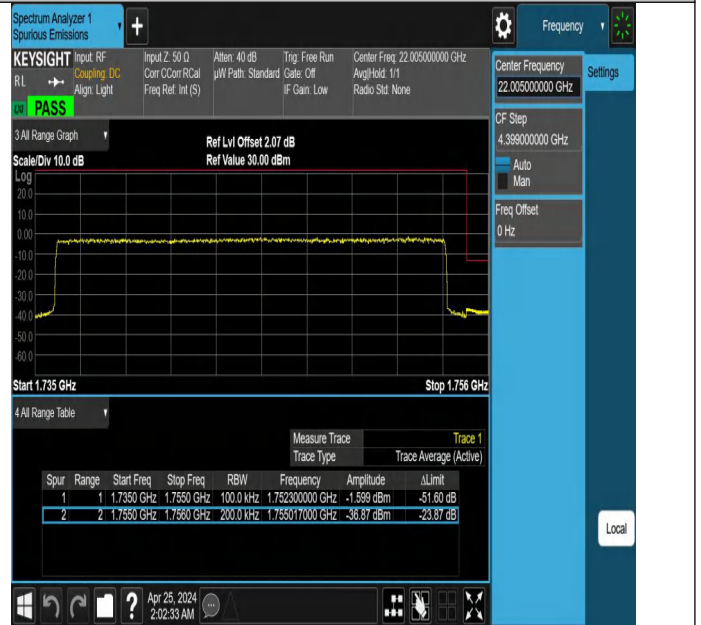 Spectrum Analyzer 1
Spurious Emissions
+
Frequency
KEYSIGHT Input: RF Input Z: 50 Ω Atten: 40 dB Trig: Free Run Center Freq: 22.005000000 GHz
RL Coupling: DC Corr CCorr RCal µW Path: Standard Gate: Off Avg|Hold: 1/1
Align: Light Freq Ref: Int (S) IF Gain: Low Radio Std: None
LXI PASS
Center Frequency
22.005000000 GHz
Settings
CF Step
4.399000000 GHz
Auto
Man
Freq Offset
0 Hz
3 All Range Graph
Ref Lvl Offset 2.07 dB
Scale/Div 10.0 dB Ref Value 30.00 dBm
Log
20.0
10.0
0.00
-10.0
-20.0
-30.0
-40.0
-50.0
-60.0
Start 1.735 GHz Stop 1.756 GHz
4 All Range Table
Measure Trace Trace 1
Trace Type Trace Average (Active)
Spur Range Start Freq Stop Freq RBW Frequency Amplitude ΔLimit
1 1 1.7350 GHz 1.7550 GHz 100.0 kHz 1.752300000 GHz -1.599 dBm -51.60 dB
2 2 1.7550 GHz 1.7560 GHz 200.0 kHz 1.755017000 GHz -36.87 dBm -23.87 dB
Local
? Apr 25, 2024
2:02:33 AM